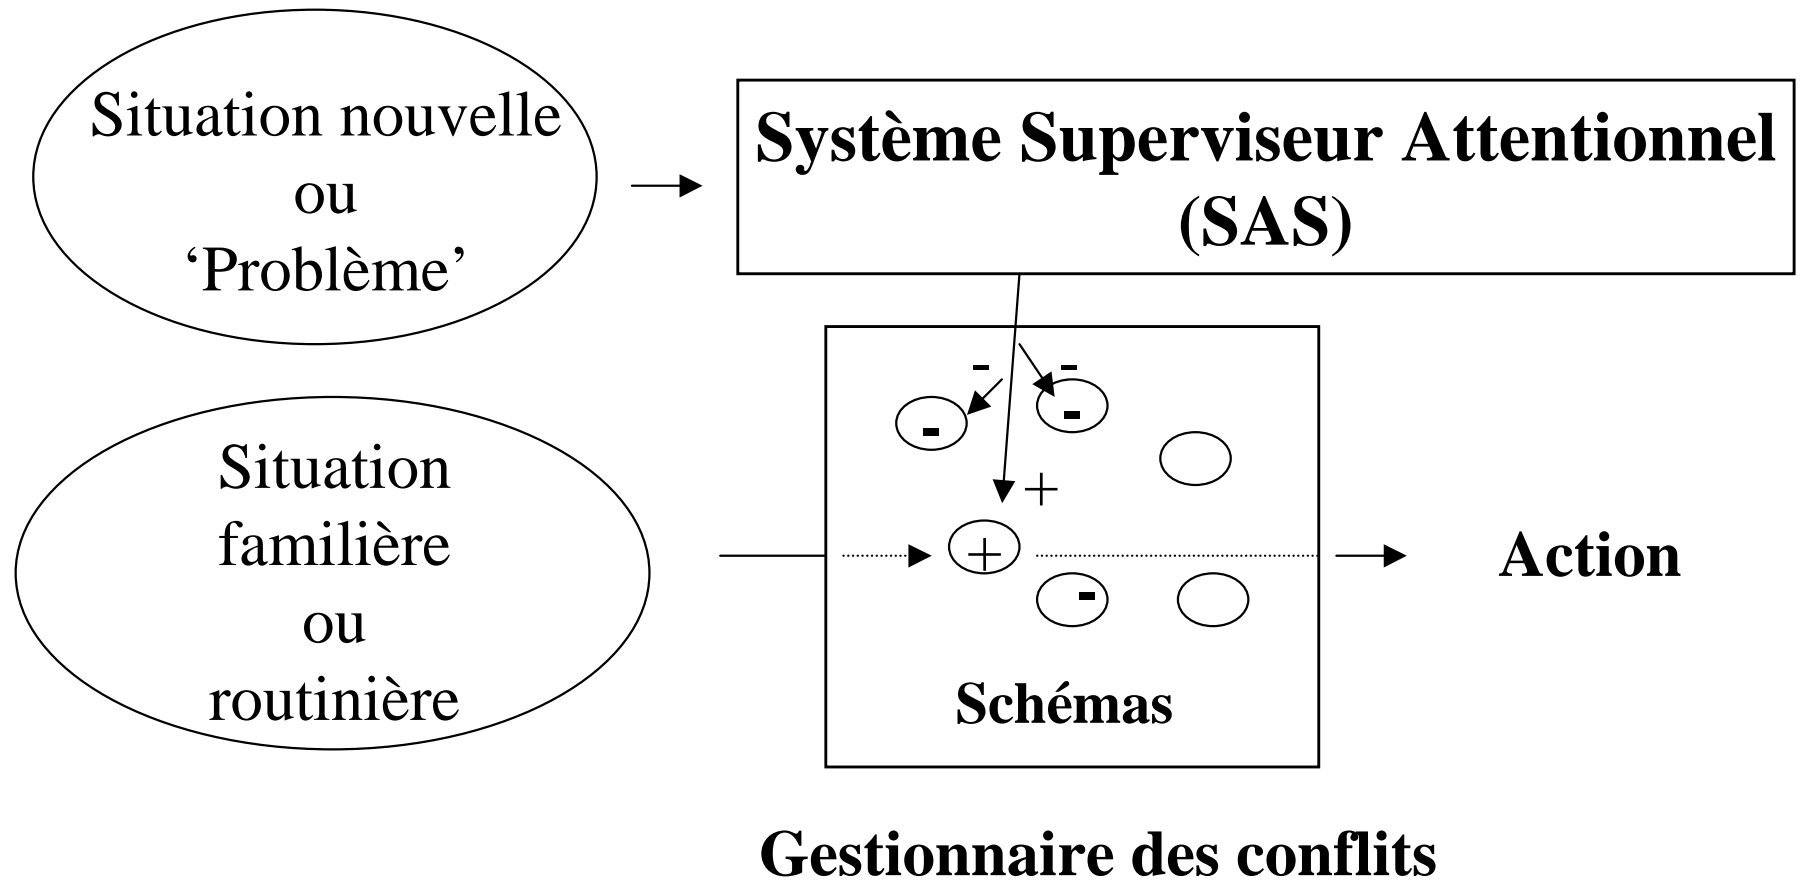 Situation nouvelle
ou
‘Problème’
Système Superviseur Attentionnel
(SAS)
- -
- -
+
Situation
familière
ou
routinière
+
-
Action
Schémas
Gestionnaire des conflits